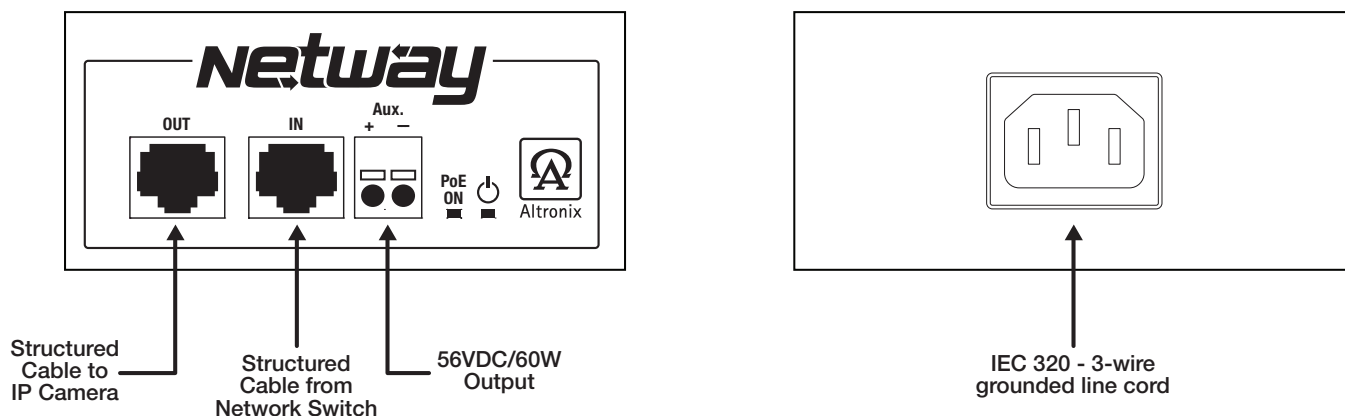 Netway
OUT
IN
Aux.
+ –
PoE
ON
Altronix
Structured
Cable to
IP Camera
Structured
Cable from
Network Switch
56VDC/60W
Output
IEC 320 - 3-wire
grounded line cord